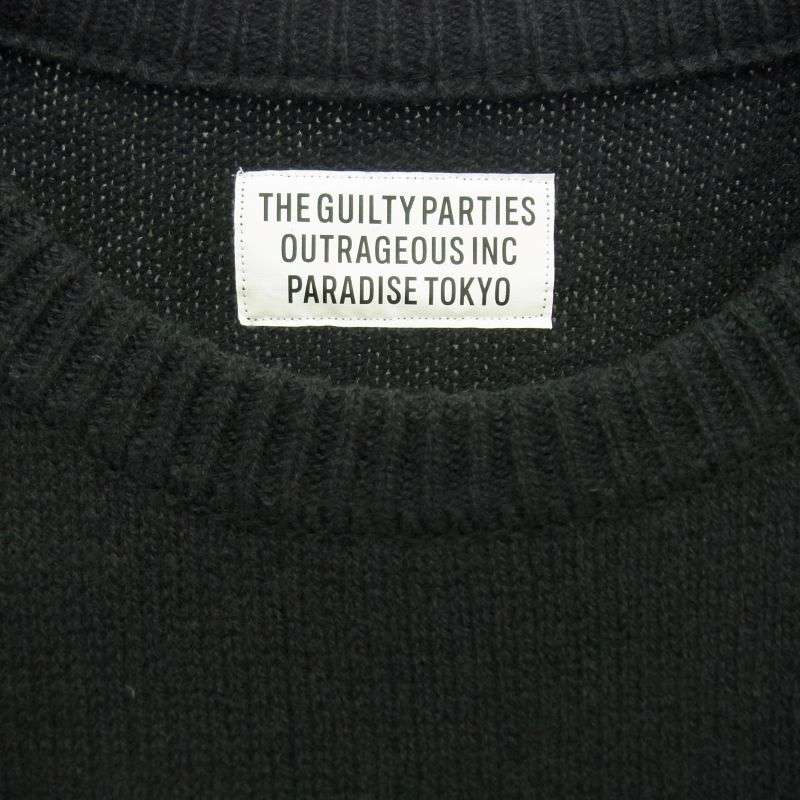 THE GUILTY PARTIES
OUTRAGEOUS INC
PARADISE TOKYO